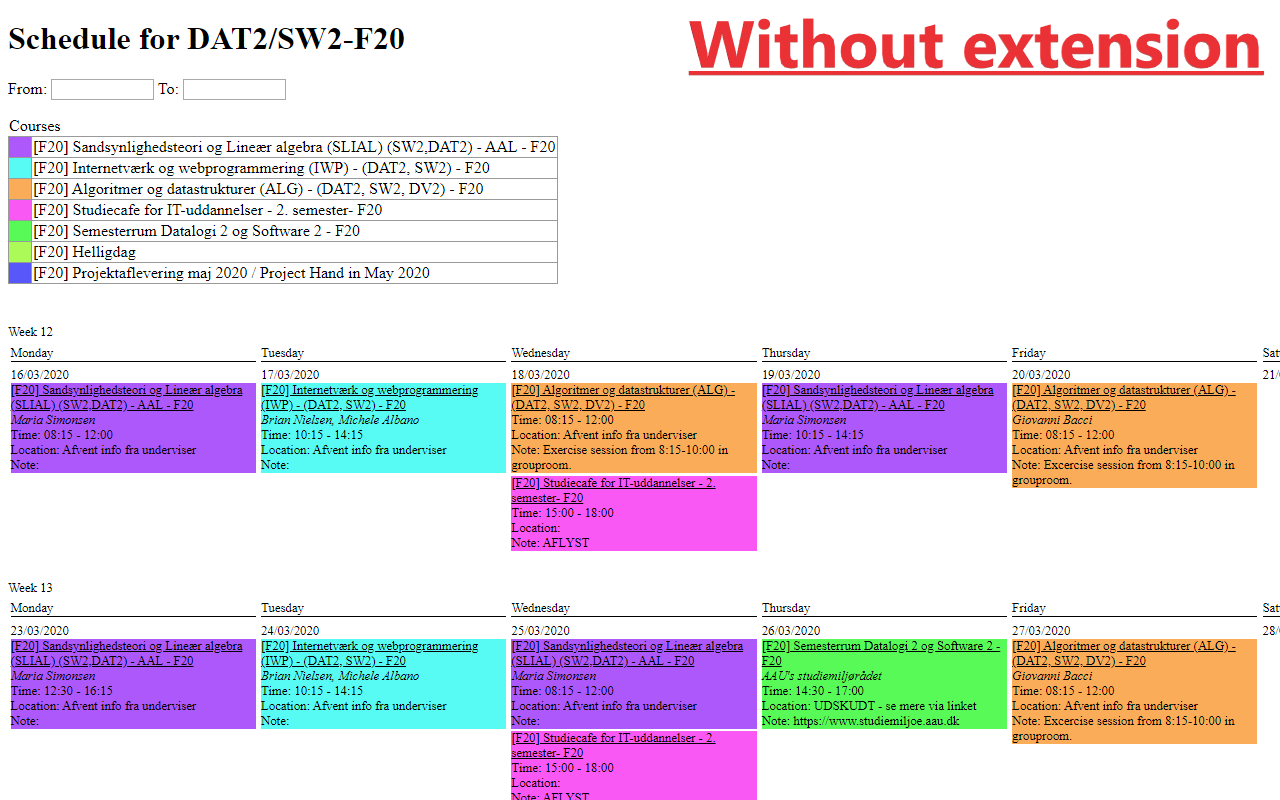 Schedule for DAT2/SW2-F20
Without extension
From: To:
Courses
[F20] Sandsynlighedsteori og Lineær algebra (SLIAL) (SW2,DAT2) - AAL - F20
[F20] Internetværk og webprogrammering (IWP) - (DAT2, SW2) - F20
[F20] Algoritmer og datastrukturer (ALG) - (DAT2, SW2, DV2) - F20
[F20] Studiecafe for IT-uddannelser - 2. semester- F20
[F20] Semesterrum Datalogi 2 og Software 2 - F20
[F20] Helligdag
[F20] Projektaflevering maj 2020 / Project Hand in May 2020
Week 12
Monday
16/03/2020
[F20] Sandsynlighedsteori og Lineær algebra
(SLIAL) (SW2,DAT2) - AAL - F20
Maria Simonsen
Time: 08:15 - 12:00
Location: Afvent info fra underviser
Note:
Tuesday
17/03/2020
[F20] Internetværk og webprogrammering
(IWP) - (DAT2, SW2) - F20
Brian Nielsen, Michele Albano
Time: 10:15 - 14:15
Location: Afvent info fra underviser
Note:
Wednesday
18/03/2020
[F20] Algoritmer og datastrukturer (ALG) -
(DAT2, SW2, DV2) - F20
Time: 08:15 - 12:00
Location: Afvent info fra underviser
Note: Exercise session from 8:15-10:00 in
grouproom.
[F20] Studiecafe for IT-uddannelser - 2.
semester- F20
Time: 15:00 - 18:00
Location:
Note: AFLYST
Thursday
19/03/2020
[F20] Sandsynlighedsteori og Lineær algebra
(SLIAL) (SW2,DAT2) - AAL - F20
Maria Simonsen
Time: 10:15 - 14:15
Location: Afvent info fra underviser
Note:
Friday
20/03/2020
[F20] Algoritmer og datastrukturer (ALG) -
(DAT2, SW2, DV2) - F20
Giovanni Bacci
Time: 08:15 - 12:00
Location: Afvent info fra underviser
Note: Excercise session from 8:15-10:00 in
grouproom.
Week 13
Monday
23/03/2020
[F20] Sandsynlighedsteori og Lineær algebra
(SLIAL) (SW2,DAT2) - AAL - F20
Maria Simonsen
Time: 12:30 - 16:15
Location: Afvent info fra underviser
Note:
Tuesday
24/03/2020
[F20] Internetværk og webprogrammering
(IWP) - (DAT2, SW2) - F20
Brian Nielsen, Michele Albano
Time: 10:15 - 14:15
Location: Afvent info fra underviser
Note:
Wednesday
25/03/2020
[F20] Sandsynlighedsteori og Lineær algebra
(SLIAL) (SW2,DAT2) - AAL - F20
Maria Simonsen
Time: 08:15 - 12:00
Location: Afvent info fra underviser
Note:
[F20] Studiecafe for IT-uddannelser - 2.
semester- F20
Time: 15:00 - 18:00
Location:
Note: AFLYST
Thursday
26/03/2020
[F20] Semesterrum Datalogi 2 og Software 2 -
F20
AAU's studiemiljørådet
Time: 14:30 - 17:00
Location: UDSKUDT - se mere via linket
Note: https://www.studiemiljoe.aau.dk
Friday
27/03/2020
[F20] Algoritmer og datastrukturer (ALG) -
(DAT2, SW2, DV2) - F20
Giovanni Bacci
Time: 08:15 - 12:00
Location: Afvent info fra underviser
Note: Excercise session from 8:15-10:00 in
grouproom.